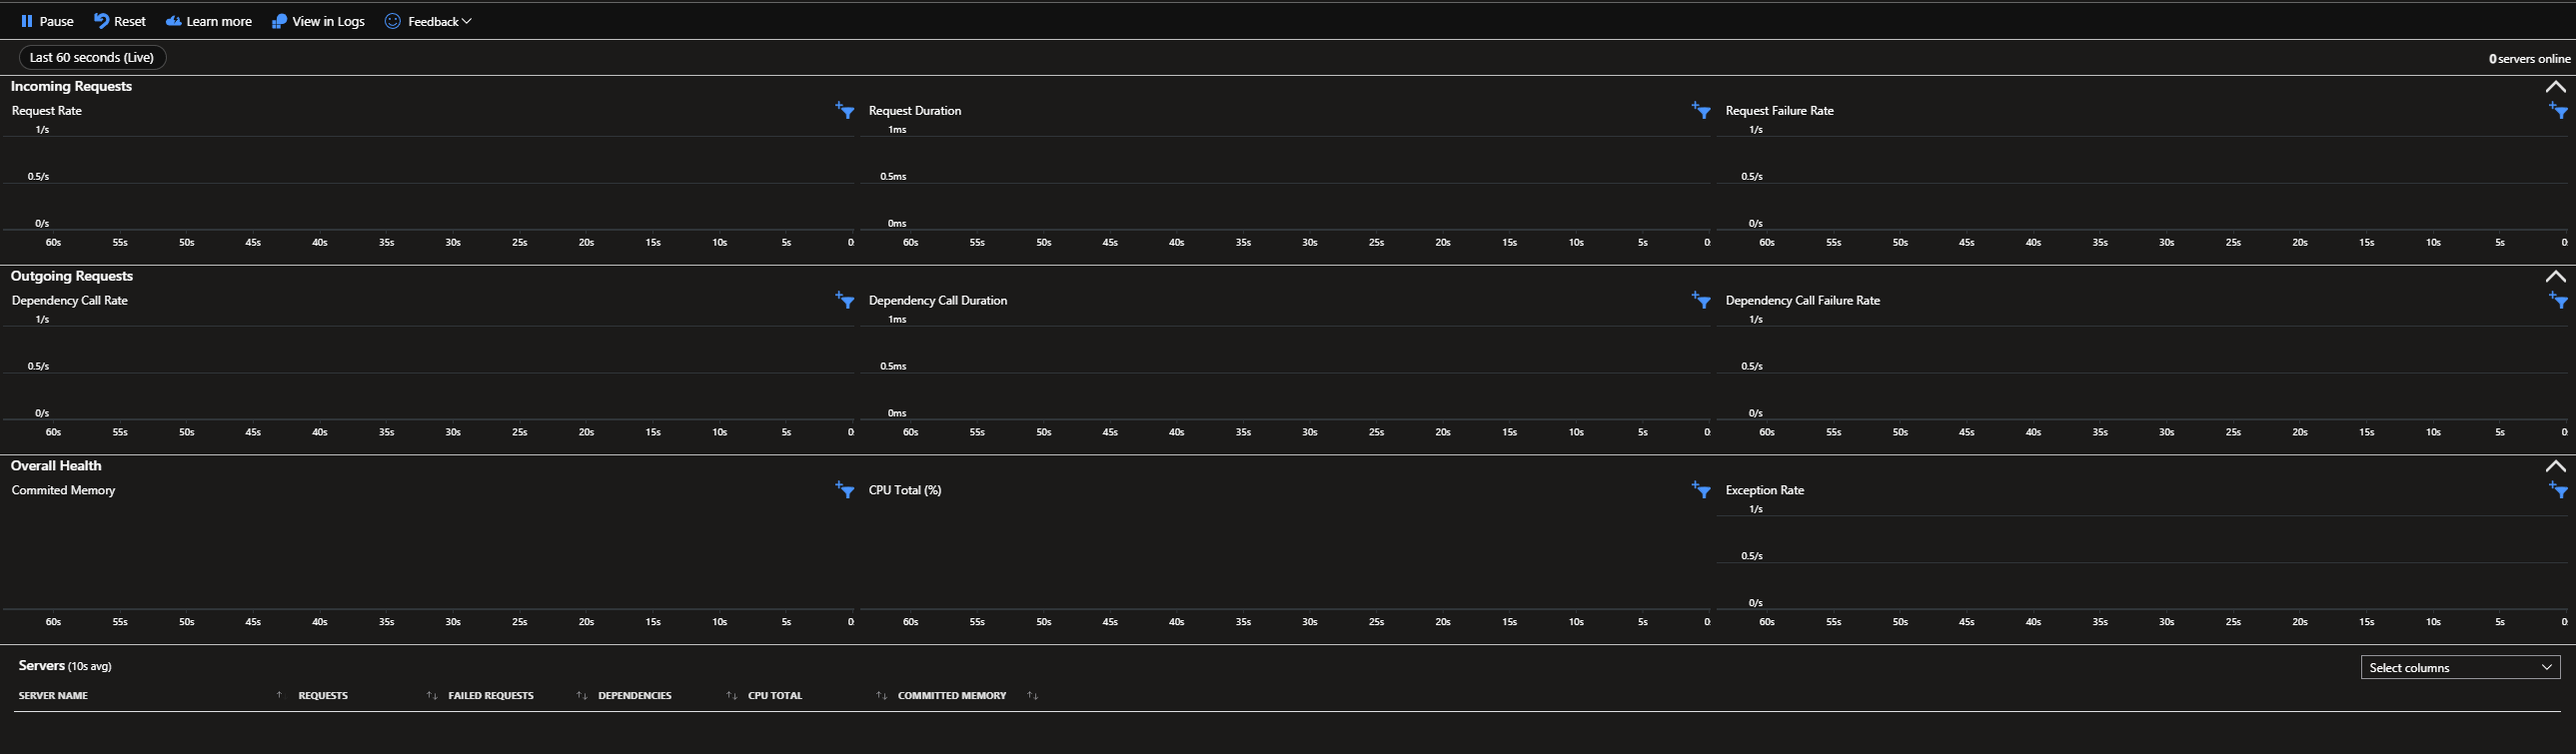 Pause Reset Learn more View in Logs Feedback
Last 60 seconds (Live) 0 servers online
Incoming Requests
Request Rate
1/s
0.5/s
0/s
60s 55s 50s 45s 40s 35s 30s 25s 20s 15s 10s 5s 0
Request Duration
1ms
0.5ms
0ms
60s 55s 50s 45s 40s 35s 30s 25s 20s 15s 10s 5s 0
Request Failure Rate
1/s
0.5/s
0/s
60s 55s 50s 45s 40s 35s 30s 25s 20s 15s 10s 5s 0
Outgoing Requests
Dependency Call Rate
1/s
0.5/s
0/s
60s 55s 50s 45s 40s 35s 30s 25s 20s 15s 10s 5s 0
Dependency Call Duration
1ms
0.5ms
0ms
60s 55s 50s 45s 40s 35s 30s 25s 20s 15s 10s 5s 0
Dependency Call Failure Rate
1/s
0.5/s
0/s
60s 55s 50s 45s 40s 35s 30s 25s 20s 15s 10s 5s 0
Overall Health
Commited Memory
60s 55s 50s 45s 40s 35s 30s 25s 20s 15s 10s 5s 0
CPU Total (%)
60s 55s 50s 45s 40s 35s 30s 25s 20s 15s 10s 5s 0
Exception Rate
1/s
0.5/s
0/s
60s 55s 50s 45s 40s 35s 30s 25s 20s 15s 10s 5s 0
Servers (10s avg) Select columns
SERVER NAME REQUESTS FAILED REQUESTS DEPENDENCIES CPU TOTAL COMMITTED MEMORY